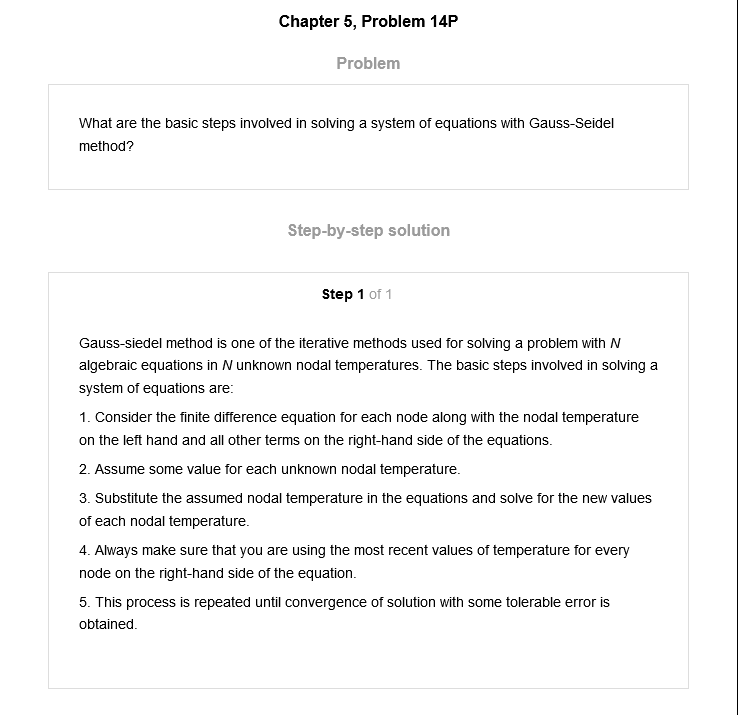 Chapter 5, Problem 14P
Problem
What are the basic steps involved in solving a system of equations with Gauss-Seidel
method?
Step-by-step solution
Step 1 of 1
Gauss-siedel method is one of the iterative methods used for solving a problem with N
algebraic equations in N unknown nodal temperatures. The basic steps involved in solving a
system of equations are:
1. Consider the finite difference equation for each node along with the nodal temperature
on the left hand and all other terms on the right-hand side of the equations.
2. Assume some value for each unknown nodal temperature.
3. Substitute the assumed nodal temperature in the equations and solve for the new values
of each nodal temperature.
4. Always make sure that you are using the most recent values of temperature for every
node on the right-hand side of the equation.
5. This process is repeated until convergence of solution with some tolerable error is
obtained.